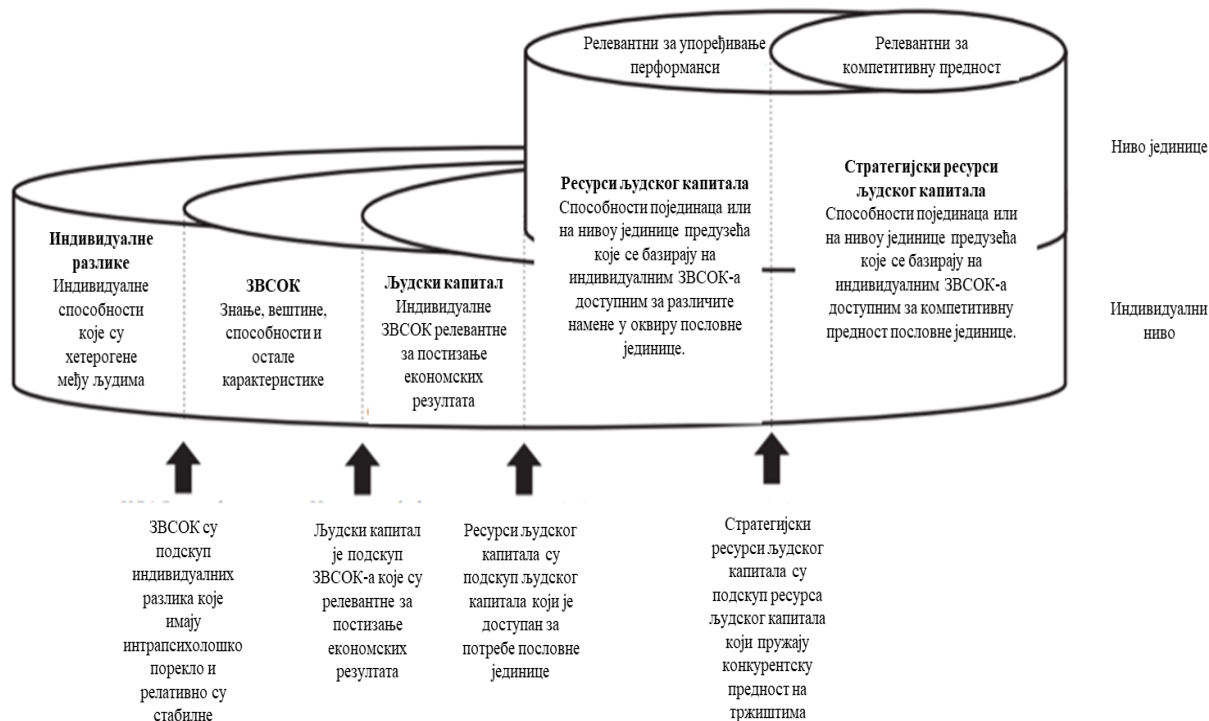 Релевантни за упоређивање
перформанси
Релевантни за
компетитивну предност
Ниво јединице
Индивидуални
ниво
Индивидуалне
разлике
Индивидуалне
способности
које су
хетерогене
међу људима
ЗВСОК
Знање, вештине,
способности и
остале
карактеристике
Људски капитал
Индивидуалне
ЗВСОК релевантне
за постизање
економских
резултата
Ресурси људског капитала
Способности појединаца или
на нивоу јединице предузећа
које се базирају на
индивидуалним ЗВСОК-а
доступним за различите
намене у оквиру пословне
јединице.
Стратегијски ресурси
људског капитала
Способности појединаца или
на нивоу јединице предузећа
које се базирају на
индивидуалним ЗВСОК-а
доступним за компетитивну
предност пословне јединице.
ЗВСОК су
подскуп
индивидуалних
разлика које
имају
интрапсихолошко
порекло и
релативно су
стабилне
Људски капитал
је подскуп
ЗВСОК-а које су
релевантне за
постизање
економских
резултата
Ресурси људског
капитала су
подскуп људског
капитала који је
доступан за
потребе пословне
јединице
Стратегијски
ресурси људског
капитала су
подскуп ресурса
људског капитала
који пружају
конкурентску
предност на
тржиштима